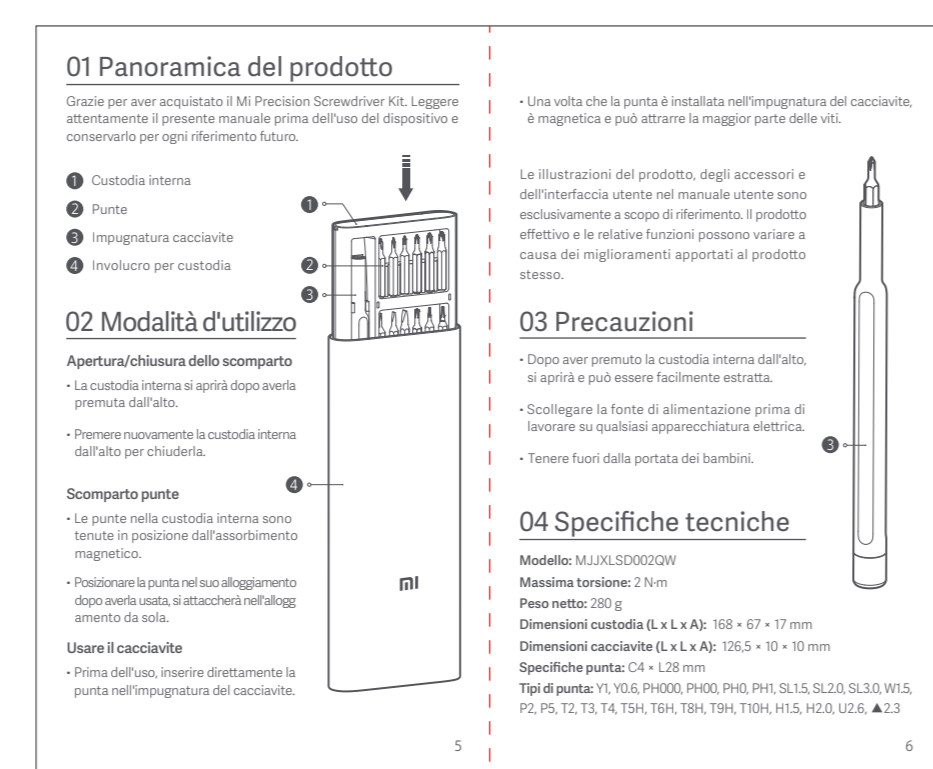 01 Panoramica del prodotto
Grazie per aver acquistato il Mi Precision Screwdriver Kit. Leggere
attentamente il presente manuale prima dell'uso del dispositivo e
conservarlo per ogni riferimento futuro.
1 Custodia interna
2 Punte
3 Impugnatura cacciavite
4 Involucro per custodia
1
2
3
4
mi
02 Modalità d'utilizzo
Apertura/chiusura dello scomparto
• La custodia interna si aprirà dopo averla
premuta dall'alto.
• Premere nuovamente la custodia interna
dall'alto per chiuderla.
Scomparto punte
• Le punte nella custodia interna sono
tenute in posizione dall'assorbimento
magnetico.
• Posizionare la punta nel suo alloggiamento
dopo averla usata, si attaccherà nell'allogg
amento da sola.
Usare il cacciavite
• Prima dell'uso, inserire direttamente la
punta nell'impugnatura del cacciavite.
5
• Una volta che la punta è installata nell'impugnatura del cacciavite,
è magnetica e può attrarre la maggior parte delle viti.
Le illustrazioni del prodotto, degli accessori e
dell'interfaccia utente nel manuale utente sono
esclusivamente a scopo di riferimento. Il prodotto
effettivo e le relative funzioni possono variare a
causa dei miglioramenti apportati al prodotto
stesso.
03 Precauzioni
• Dopo aver premuto la custodia interna dall'alto,
si aprirà e può essere facilmente estratta.
• Scollegare la fonte di alimentazione prima di
lavorare su qualsiasi apparecchiatura elettrica.
• Tenere fuori dalla portata dei bambini.
3
04 Specifiche tecniche
Modello: MJJXLSD002QW
Massima torsione: 2 N·m
Peso netto: 280 g
Dimensioni custodia (L x L x A): 168 × 67 × 17 mm
Dimensioni cacciavite (L x L x A): 126,5 × 10 × 10 mm
Specifiche punta: C4 × L28 mm
Tipi di punta: Y1, Y0.6, PH000, PH00, PH0, PH1, SL1.5, SL2.0, SL3.0, W1.5,
P2, P5, T2, T3, T4, T5H, T6H, T8H, T9H, T10H, H1.5, H2.0, U2.6, ▲2.3
6